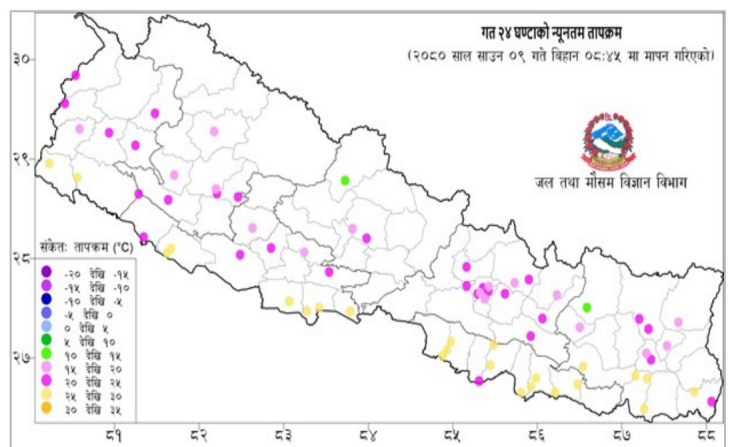 गत २४ घण्टाको न्यूनतम तापक्रम
(२०८० साल साउन ०९ गते बिहान ०८:४५ मा मापन गरिएको)
जल तथा मौसम विज्ञान विभाग
३०
२९
२८
२७
संकेतः तापक्रम (°C)
-२० देखि -१५
-१५ देखि -१०
-१० देखि -५
-५ देखि ०
० देखि ५
५ देखि १०
१० देखि १५
१५ देखि २०
२० देखि २५
२५ देखि ३०
३० देखि ३५
८१ ८२ ८३ ८४ ८५ ८६ ८७ ८८